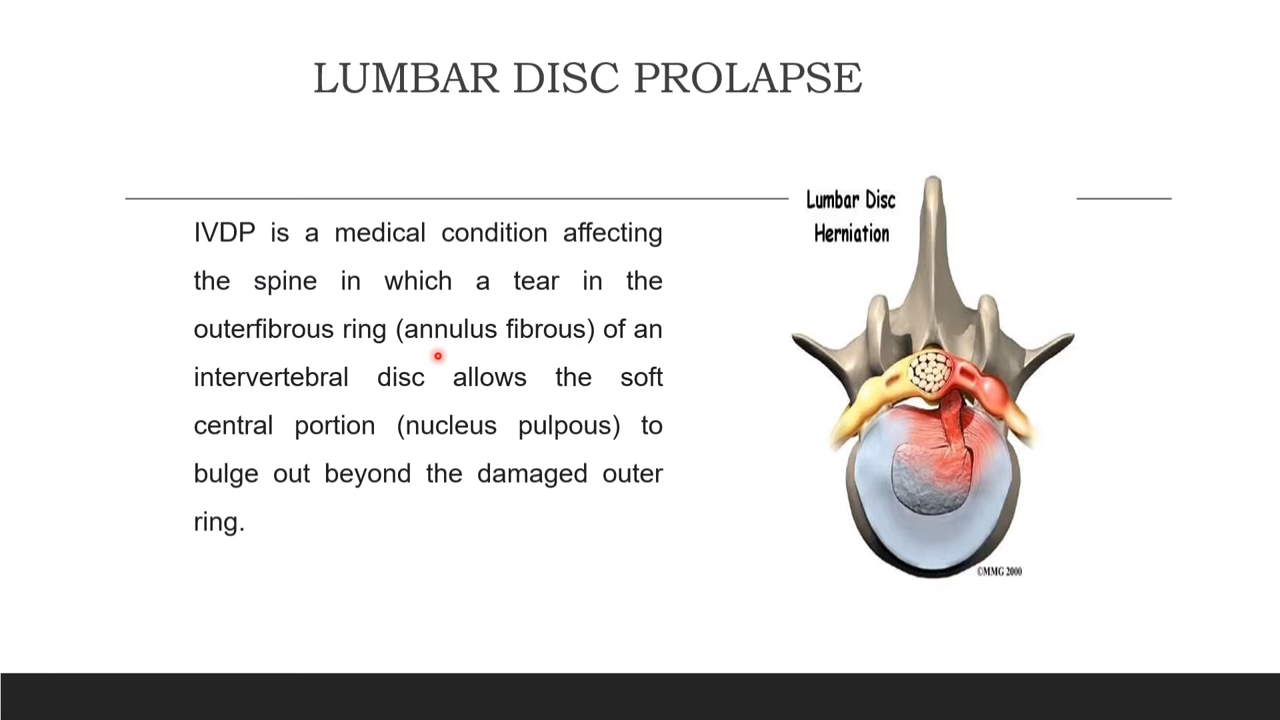 LUMBAR DISC PROLAPSE
IVDP is a medical condition affecting
the spine in which a tear in the
outerfibrous ring (annulus fibrous) of an
intervertebral disc allows the soft
central portion (nucleus pulpous) to
bulge out beyond the damaged outer
ring.
Lumbar Disc
Herniation
©MMG 2000